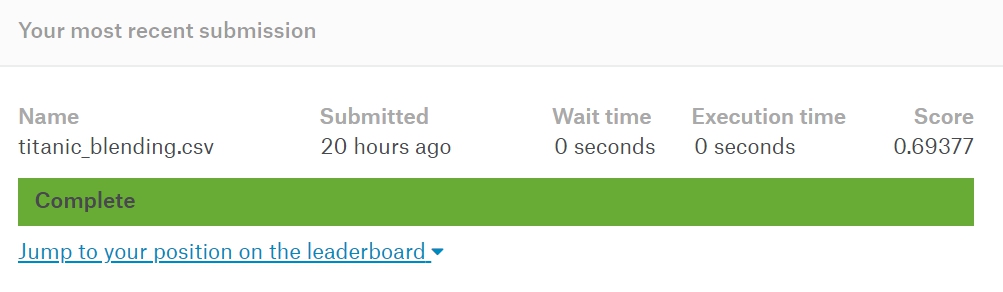 Your most recent submission
Name Submitted Wait time Execution time Score
titanic_blending.csv 20 hours ago 0 seconds 0 seconds 0.69377
Complete
Jump to your position on the leaderboard